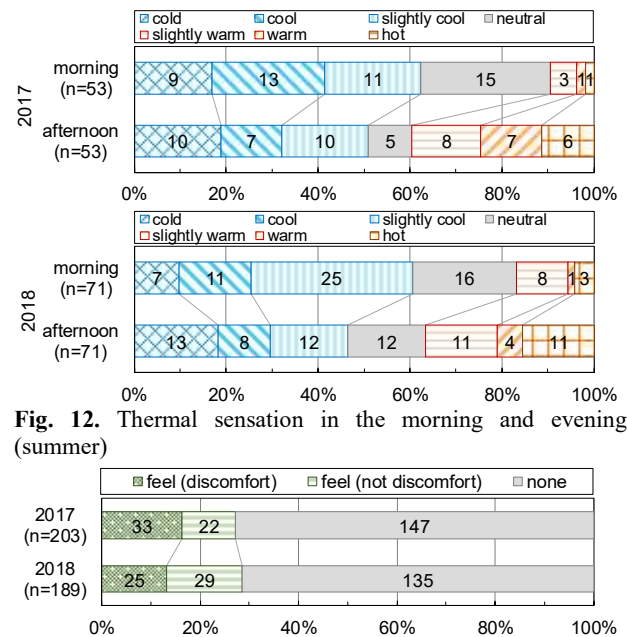 cold cool slightly cool neutral
slightly warm warm hot
2017
morning
(n=53)
9 13 11 15 3 1 1
afternoon
(n=53)
10 7 10 5 8 7 6
0% 20% 40% 60% 80% 100%
cold cool slightly cool neutral
slightly warm warm hot
2018
morning
(n=71)
7 11 25 16 8 1 3
afternoon
(n=71)
13 8 12 12 11 4 11
0% 20% 40% 60% 80% 100%
Fig. 12. Thermal sensation in the morning and evening
(summer)
feel (discomfort) feel (not discomfort) none
2017
(n=203)
33 22 147
2018
(n=189)
25 29 135
0% 20% 40% 60% 80% 100%